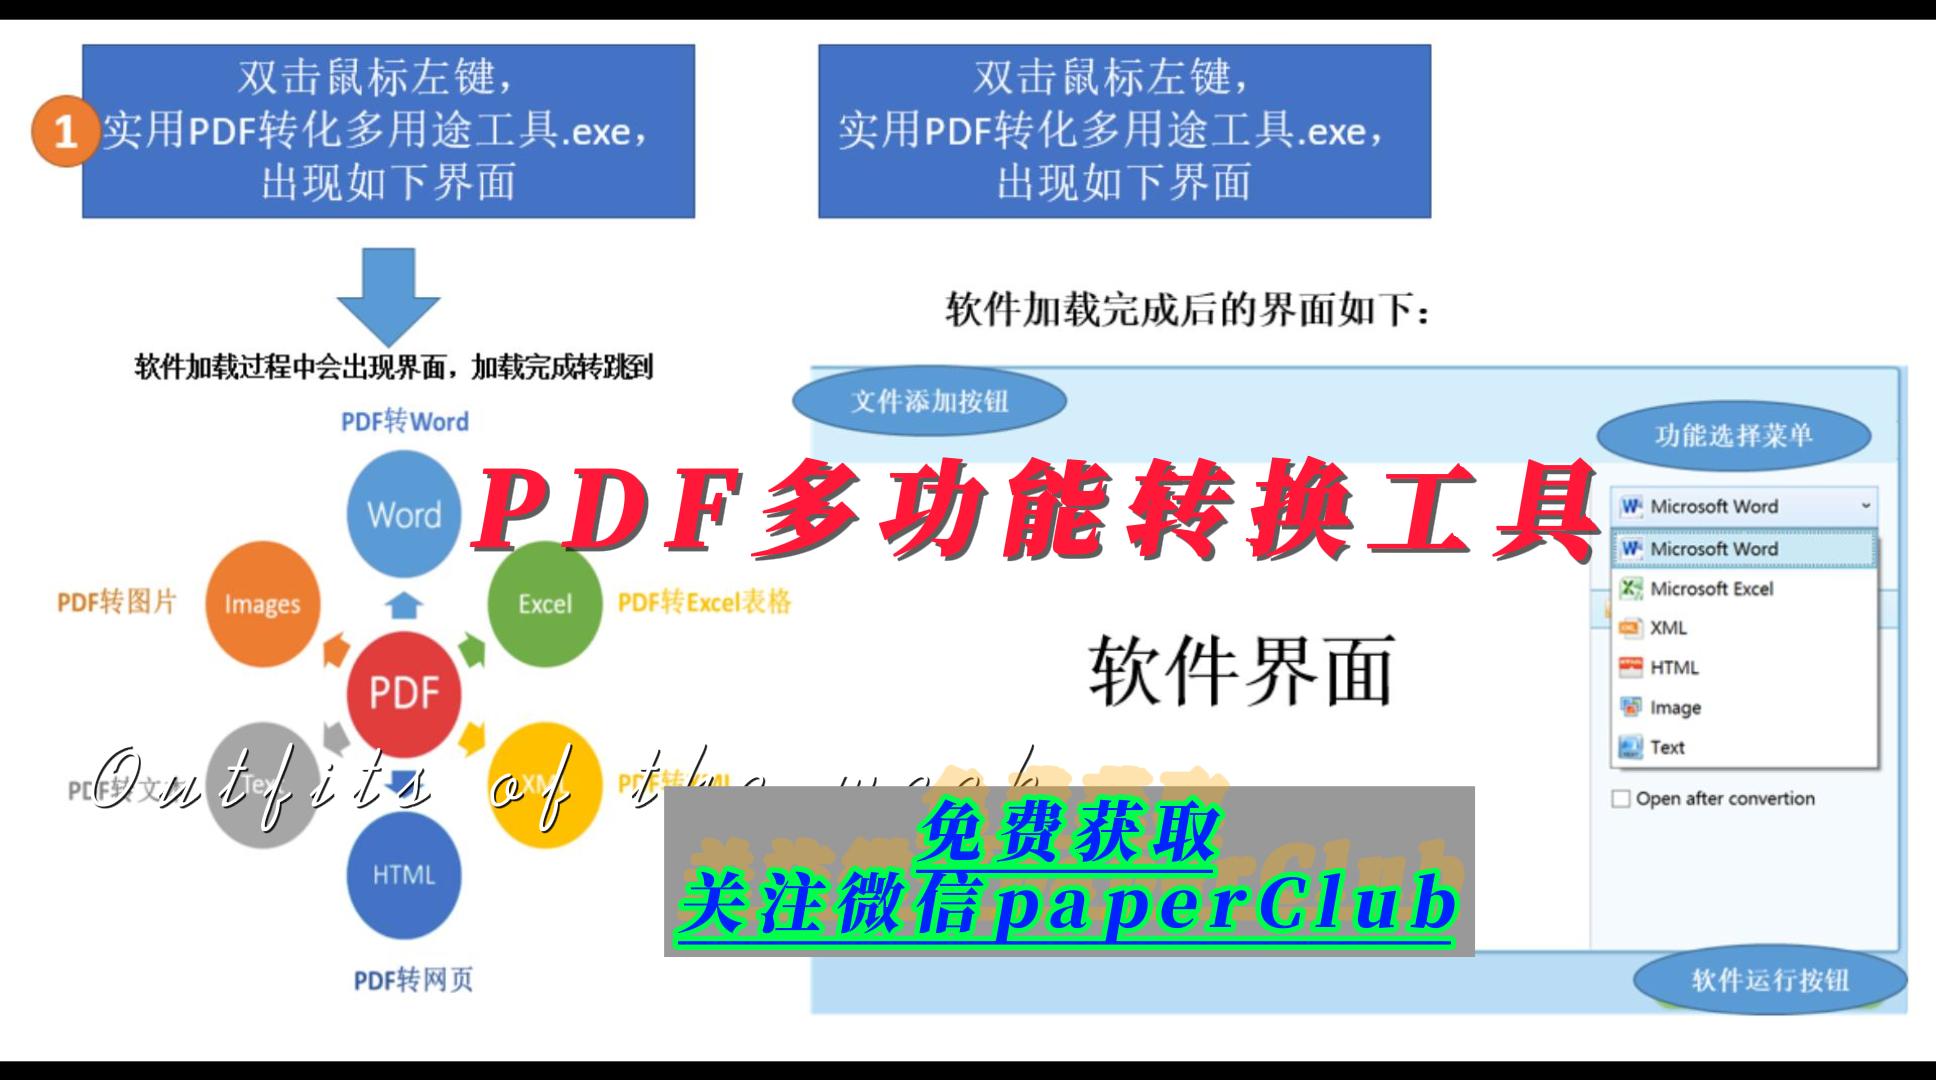 双击鼠标左键,
1 实用PDF转化多用途工具.exe,
出现如下界面
双击鼠标左键,
实用PDF转化多用途工具.exe,
出现如下界面
软件加载过程中会出现界面，加载完成转跳到
软件加载完成后的界面如下：
文件添加按钮
功能选择菜单
PDF多功能转换工具
PDF转Word
Word
PDF转图片
Images
Excel
PDF转Excel表格
PDF
PDF转文
Text
XML
PDF转XML
HTML
PDF转网页
Outfits of the week
软件界面
Microsoft Word
Microsoft Word
Microsoft Excel
XML
HTML
Image
Text
Open after convertion
免费获取
关注微信paperClub
软件运行按钮